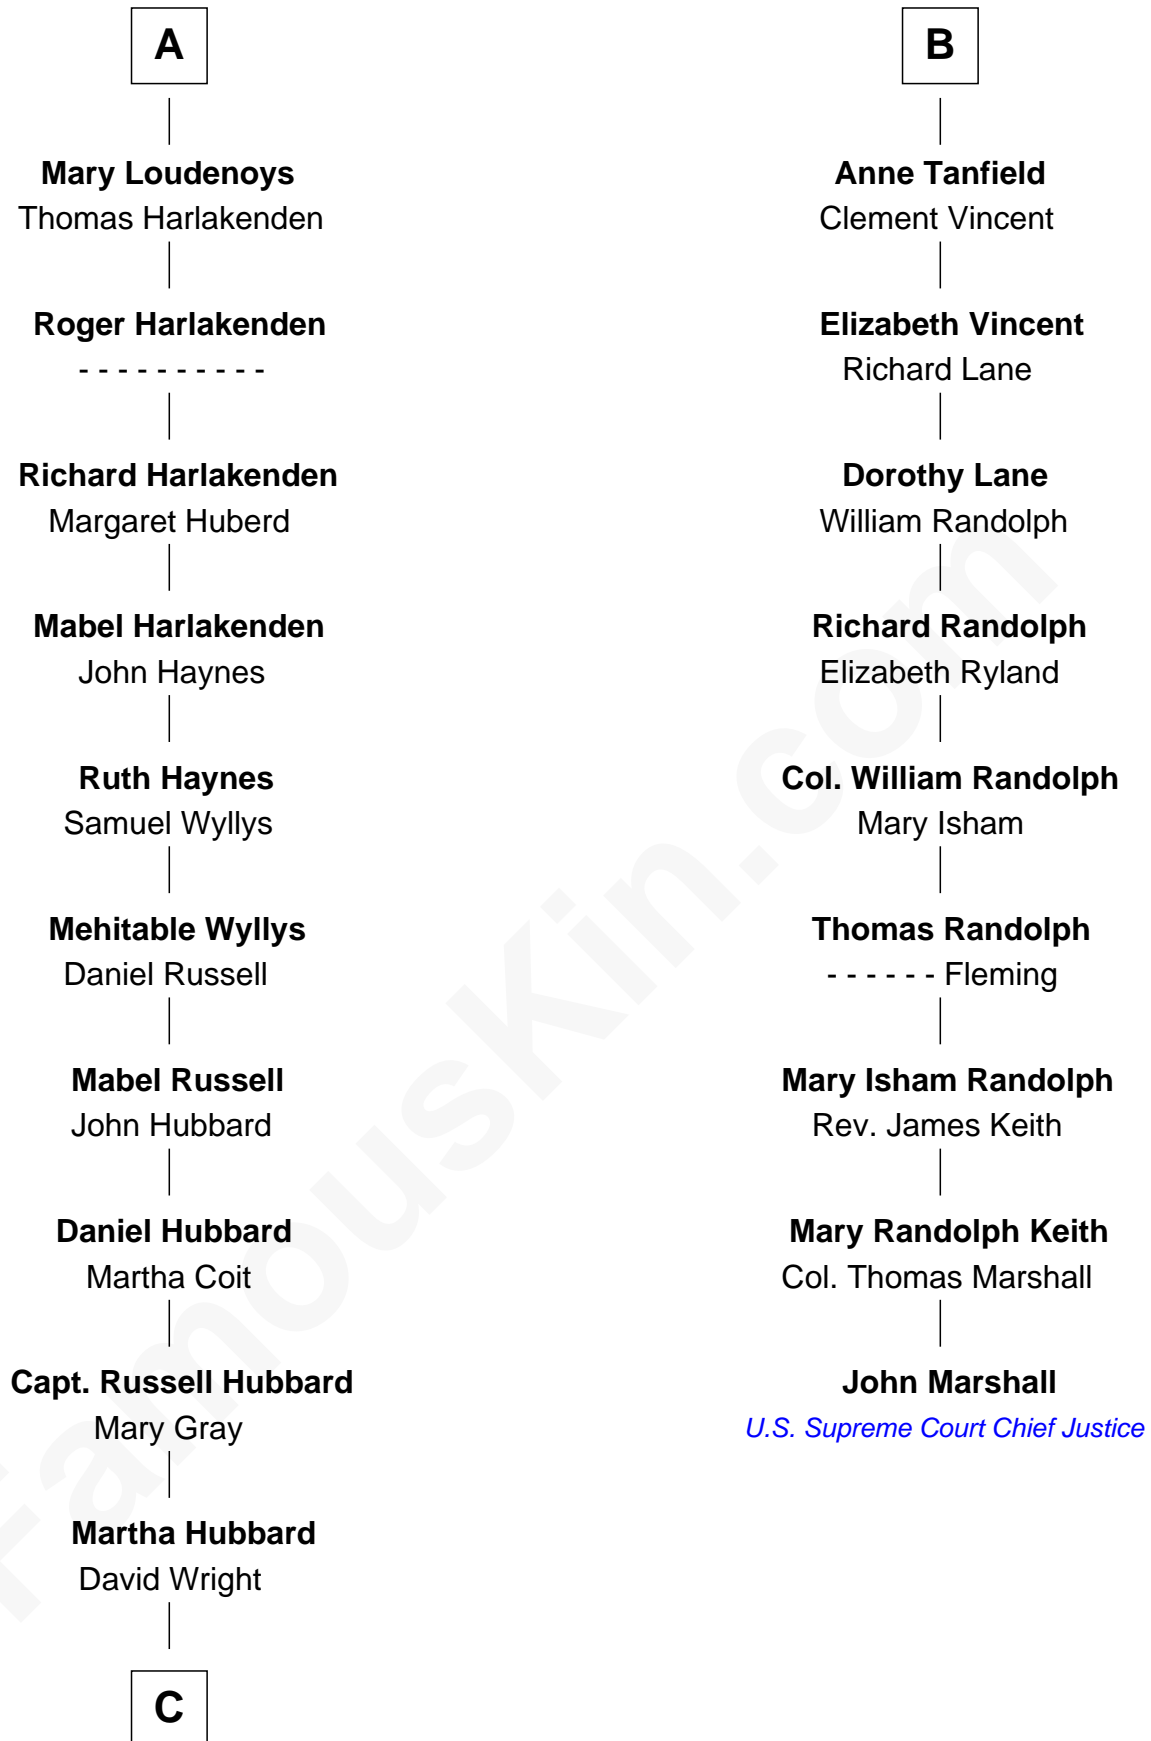 A
Mary Loudenoys
Thomas Harlakenden
Roger Harlakenden
- - - - - - - - - -
Richard Harlakenden
Margaret Huberd
Mabel Harlakenden
John Haynes
Ruth Haynes
Samuel Wyllys
Mehitable Wyllys
Daniel Russell
Mabel Russell
John Hubbard
Daniel Hubbard
Martha Coit
Capt. Russell Hubbard
Mary Gray
Martha Hubbard
David Wright
C
B
Anne Tanfield
Clement Vincent
Elizabeth Vincent
Richard Lane
Dorothy Lane
William Randolph
Richard Randolph
Elizabeth Ryland
Col. William Randolph
Mary Isham
Thomas Randolph
- - - - - - Fleming
Mary Isham Randolph
Rev. James Keith
Mary Randolph Keith
Col. Thomas Marshall
John Marshall
U.S. Supreme Court Chief Justice
FamousKin.com